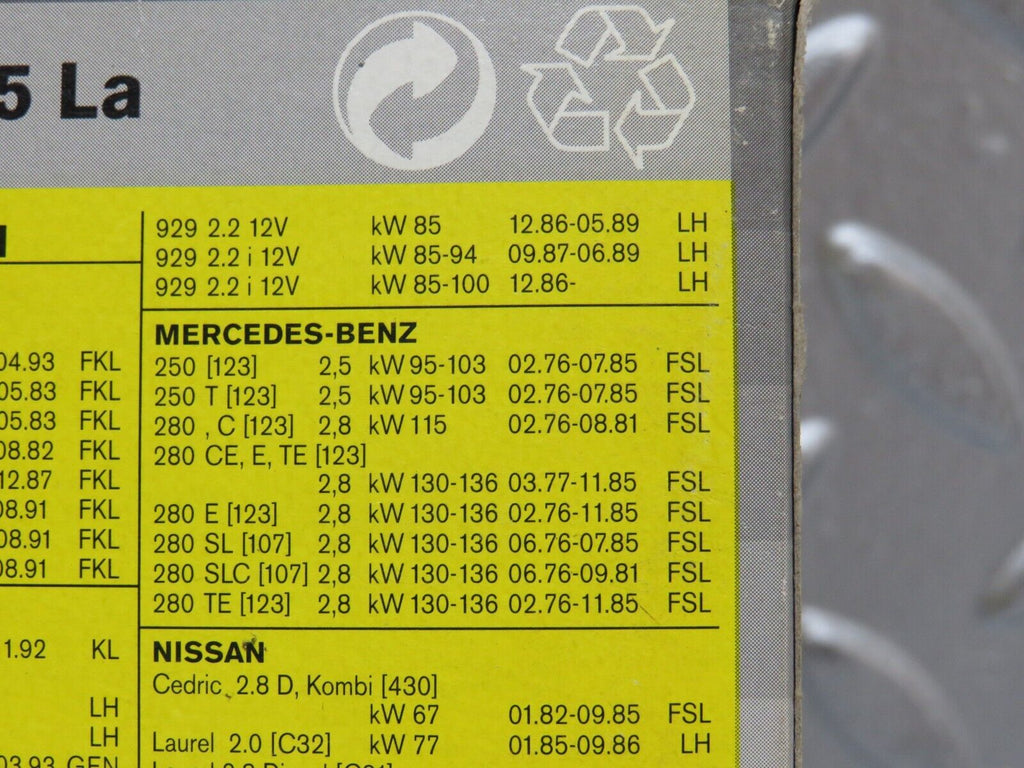 5 La
04.93 FKL
05.83 FKL
05.83 FKL
08.82 FKL
12.87 FKL
08.91 FKL
08.91 FKL
08.91 FKL
1.92 KL
LH
LH
03.93 GEN
929 2.2 12V kW 85 12.86-05.89 LH
929 2.2 i 12V kW 85-94 09.87-06.89 LH
929 2.2 i 12V kW 85-100 12.86- LH
MERCEDES-BENZ
250 [123] 2,5 kW 95-103 02.76-07.85 FSL
250 T [123] 2,5 kW 95-103 02.76-07.85 FSL
280 , C [123] 2,8 kW 115 02.76-08.81 FSL
280 CE, E, TE [123]
2,8 kW 130-136 03.77-11.85 FSL
280 E [123] 2,8 kW 130-136 02.76-11.85 FSL
280 SL [107] 2,8 kW 130-136 06.76-07.85 FSL
280 SLC [107] 2,8 kW 130-136 06.76-09.81 FSL
280 TE [123] 2,8 kW 130-136 02.76-11.85 FSL
NISSAN
Cedric 2.8 D, Kombi [430]
kW 67 01.82-09.85 FSL
Laurel 2.0 [C32] kW 77 01.85-09.86 LH